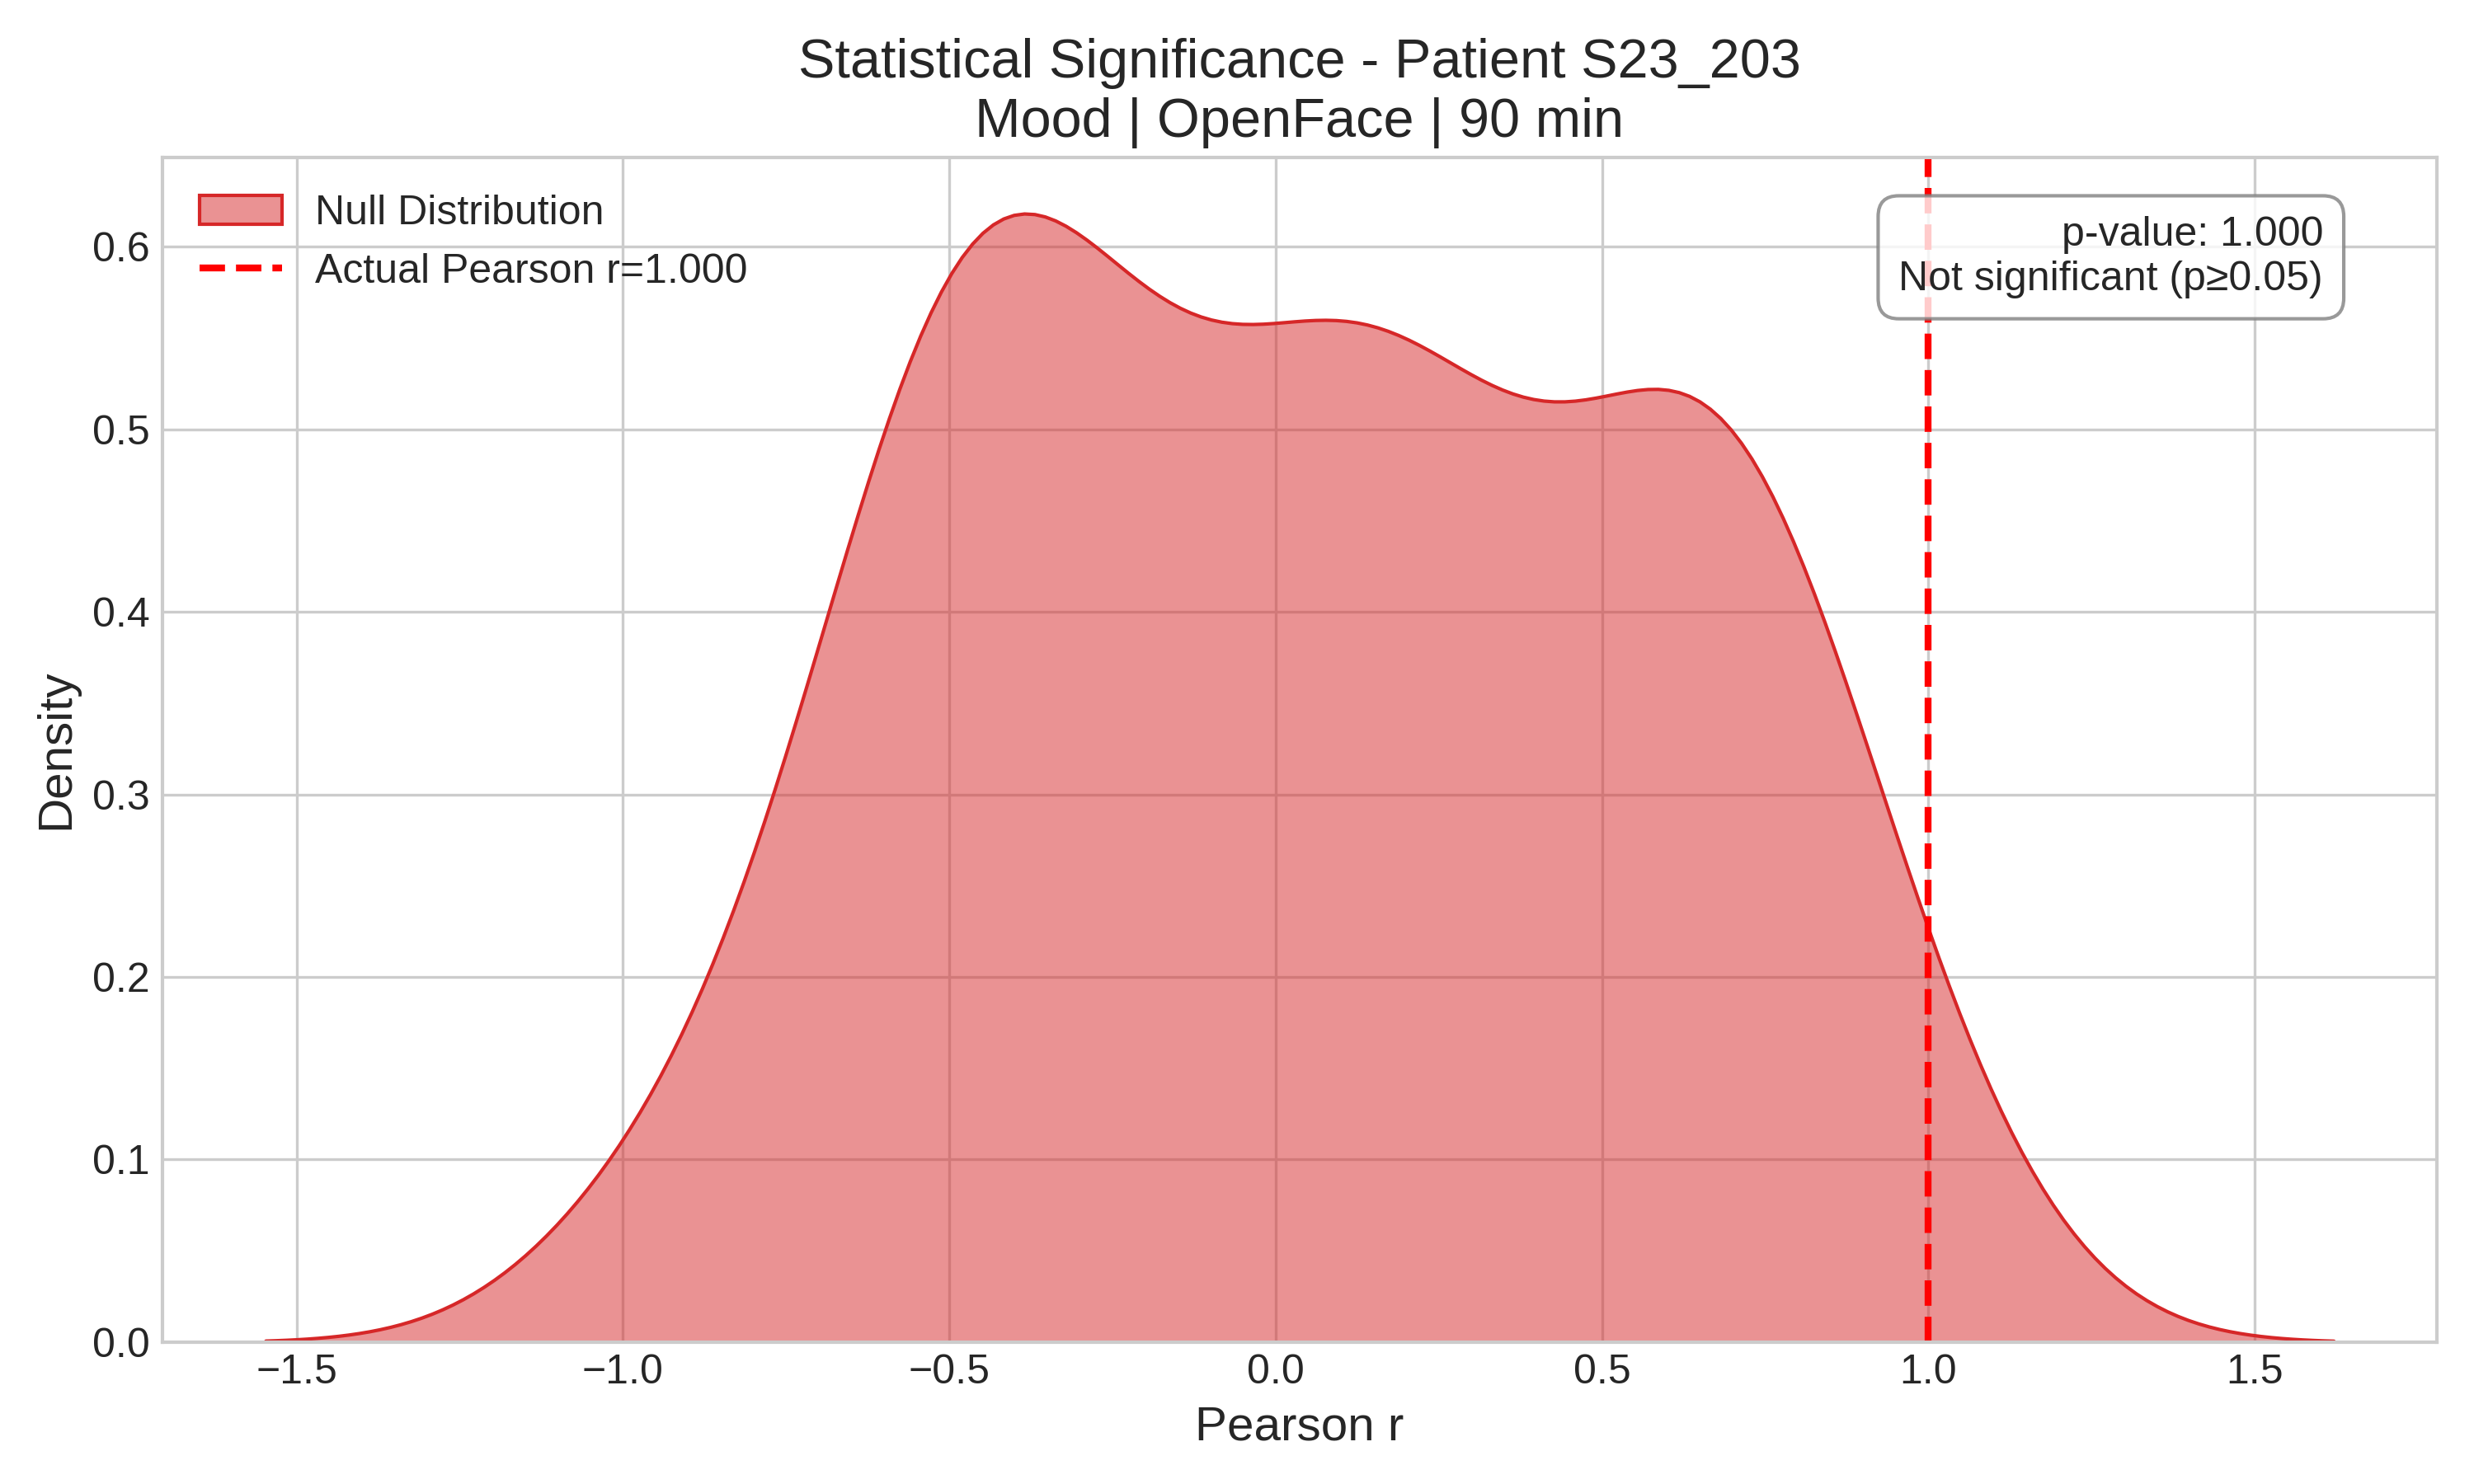 Statistical Significance - Patient S23_203
Mood | OpenFace | 90 min
Null Distribution
Actual Pearson r=1.000
p-value: 1.000
Not significant (p≥0.05)
Density
0.6
0.5
0.4
0.3
0.2
0.1
0.0
−1.5
−1.0
−0.5
0.0
0.5
1.0
1.5
Pearson r